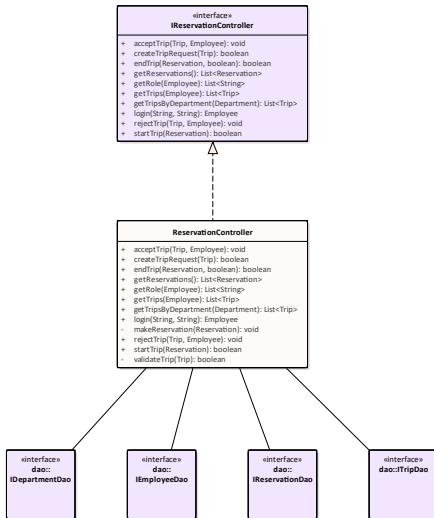 «interface»
IReservationController
+ acceptTrip(Trip, Employee): void
+ createTripRequest(Trip): boolean
+ endTrip(Reservation, boolean): boolean
+ getReservations(): List<Reservation>
+ getRole(Employee): List<String>
+ getTrips(Employee): List<Trip>
+ getTripsByDepartment(Department): List<Trip>
+ login(String, String): Employee
+ rejectTrip(Trip, Employee): void
+ startTrip(Reservation): boolean
ReservationController
+ acceptTrip(Trip, Employee): void
+ createTripRequest(Trip): boolean
+ endTrip(Reservation, boolean): boolean
+ getReservations(): List<Reservation>
+ getRole(Employee): List<String>
+ getTrips(Employee): List<Trip>
+ getTripsByDepartment(Department): List<Trip>
+ login(String, String): Employee
- makeReservation(Reservation): void
+ rejectTrip(Trip, Employee): void
+ startTrip(Reservation): boolean
- validateTrip(Trip): boolean
«interface»
dao::
IDepartmentDao
«interface»
dao::
IEmployeeDao
«interface»
dao::
IReservationDao
«interface»
dao::ITripDao